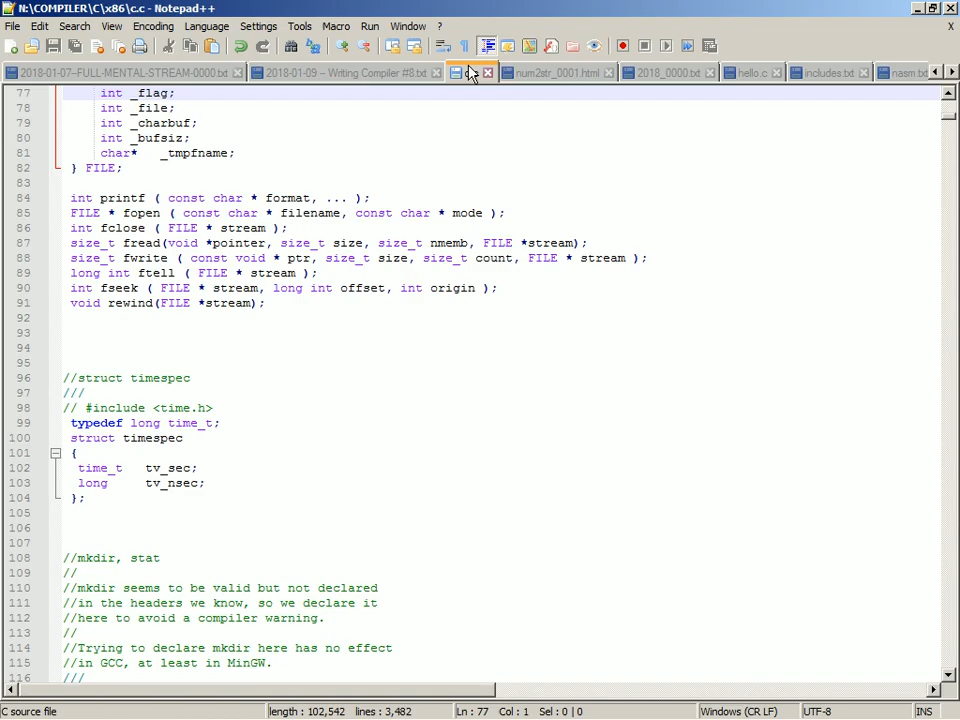 N:\COMPILER\C\x86\c.c - Notepad++
File Edit Search View Encoding Language Settings Tools Macro Run Window ?
2018-01-07-FULL-MENTAL-STREAM-0000.txt 2018-01-09 – Writing Compiler #8.txt num2str_0001.html 2018_0000.txt hello.c includes.txt nasm.txt
77 int _flag;
78 int _file;
79 int _charbuf;
80 int _bufsiz;
81 char* _tmpfname;
82 } FILE;
83
84 int printf ( const char * format, ... );
85 FILE * fopen ( const char * filename, const char * mode );
86 int fclose ( FILE * stream );
87 size_t fread(void *pointer, size_t size, size_t nmemb, FILE *stream);
88 size_t fwrite ( const void * ptr, size_t size, size_t count, FILE * stream );
89 long int ftell ( FILE * stream );
90 int fseek ( FILE * stream, long int offset, int origin );
91 void rewind(FILE *stream);
92
93
94
95
96 //struct timespec
97 ///
98 // #include <time.h>
99 typedef long time_t;
100 struct timespec
101 {
102 time_t tv_sec;
103 long tv_nsec;
104 };
105
106
107
108 //mkdir, stat
109 //
110 //mkdir seems to be valid but not declared
111 //in the headers we know, so we declare it
112 //here to avoid a compiler warning.
113 //
114 //Trying to declare mkdir here has no effect
115 //in GCC, at least in MinGW.
116 ///
C source file length : 102,542 lines : 3,482 Ln : 77 Col : 1 Sel : 0 | 0 Windows (CR LF) UTF-8 INS